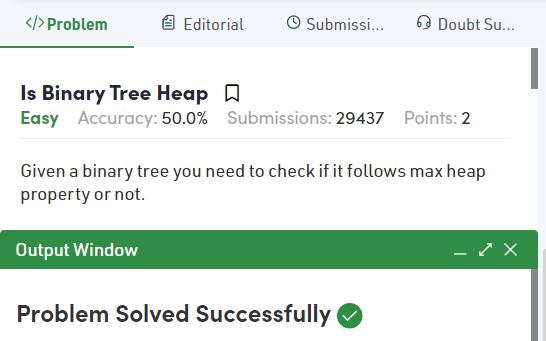 </>Problem Editorial Submissi... Doubt Su...
Is Binary Tree Heap
Easy Accuracy: 50.0% Submissions: 29437 Points: 2
Given a binary tree you need to check if it follows max heap
property or not.
Output Window
Problem Solved Successfully